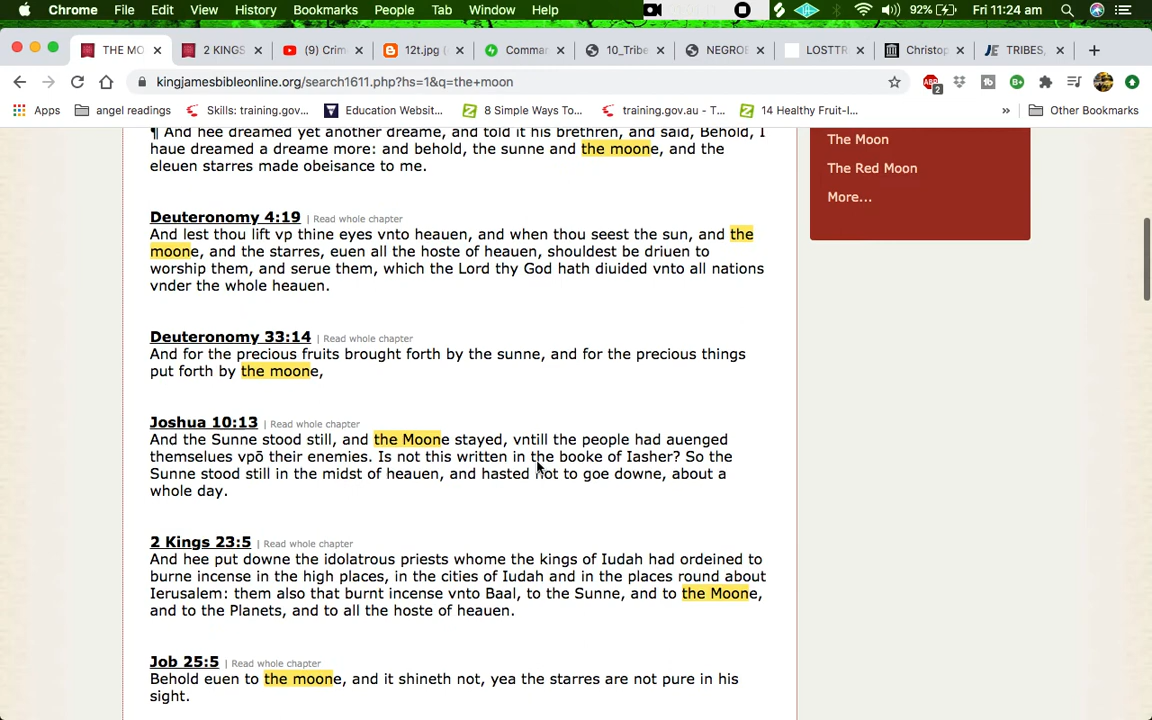 Chrome File Edit View History Bookmarks People Tab Window Help 92% Fri 11:24 am
THE MO 2 KINGS (9) Crim 12t.jpg ( Comma 10_Tribe NEGROE LOSTTR Christop TRIBES,
kingjamesbibleonline.org/search1611.php?hs=1&q=the+moon
Apps angel readings Skills: training.gov... Education Websit... 8 Simple Ways To... training.gov.au - T... 14 Healthy Fruit-I... » Other Bookmarks
¶ And hee dreamed yet another dreame, and told it his brethren, and said, Behold, I
haue dreamed a dreame more: and behold, the sunne and the moone, and the
eleuen starres made obeisance to me.
The Moon
The Red Moon
More...
Deuteronomy 4:19 | Read whole chapter
And lest thou lift vp thine eyes vnto heauen, and when thou seest the sun, and the
moone, and the starres, euen all the hoste of heauen, shouldest be driuen to
worship them, and serue them, which the Lord thy God hath diuided vnto all nations
vnder the whole heauen.
Deuteronomy 33:14 | Read whole chapter
And for the precious fruits brought forth by the sunne, and for the precious things
put forth by the moone,
Joshua 10:13 | Read whole chapter
And the Sunne stood still, and the Moone stayed, vntill the people had auenged
themselues vpō their enemies. Is not this written in the booke of Iasher? So the
Sunne stood still in the midst of heauen, and hasted not to goe downe, about a
whole day.
2 Kings 23:5 | Read whole chapter
And hee put downe the idolatrous priests whome the kings of Iudah had ordeined to
burne incense in the high places, in the cities of Iudah and in the places round about
Ierusalem: them also that burnt incense vnto Baal, to the Sunne, and to the Moone,
and to the Planets, and to all the hoste of heauen.
Job 25:5 | Read whole chapter
Behold euen to the moone, and it shineth not, yea the starres are not pure in his
sight.